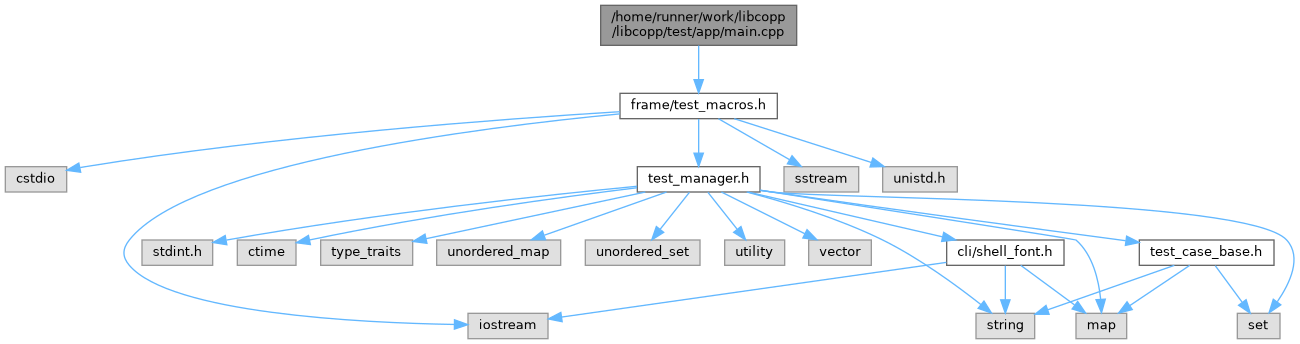 /home/runner/work/libcopp
/libcopp/test/app/main.cpp
frame/test_macros.h
cstdio
test_manager.h
sstream
unistd.h
stdint.h
ctime
type_traits
unordered_map
unordered_set
utility
vector
cli/shell_font.h
test_case_base.h
iostream
string
map
set